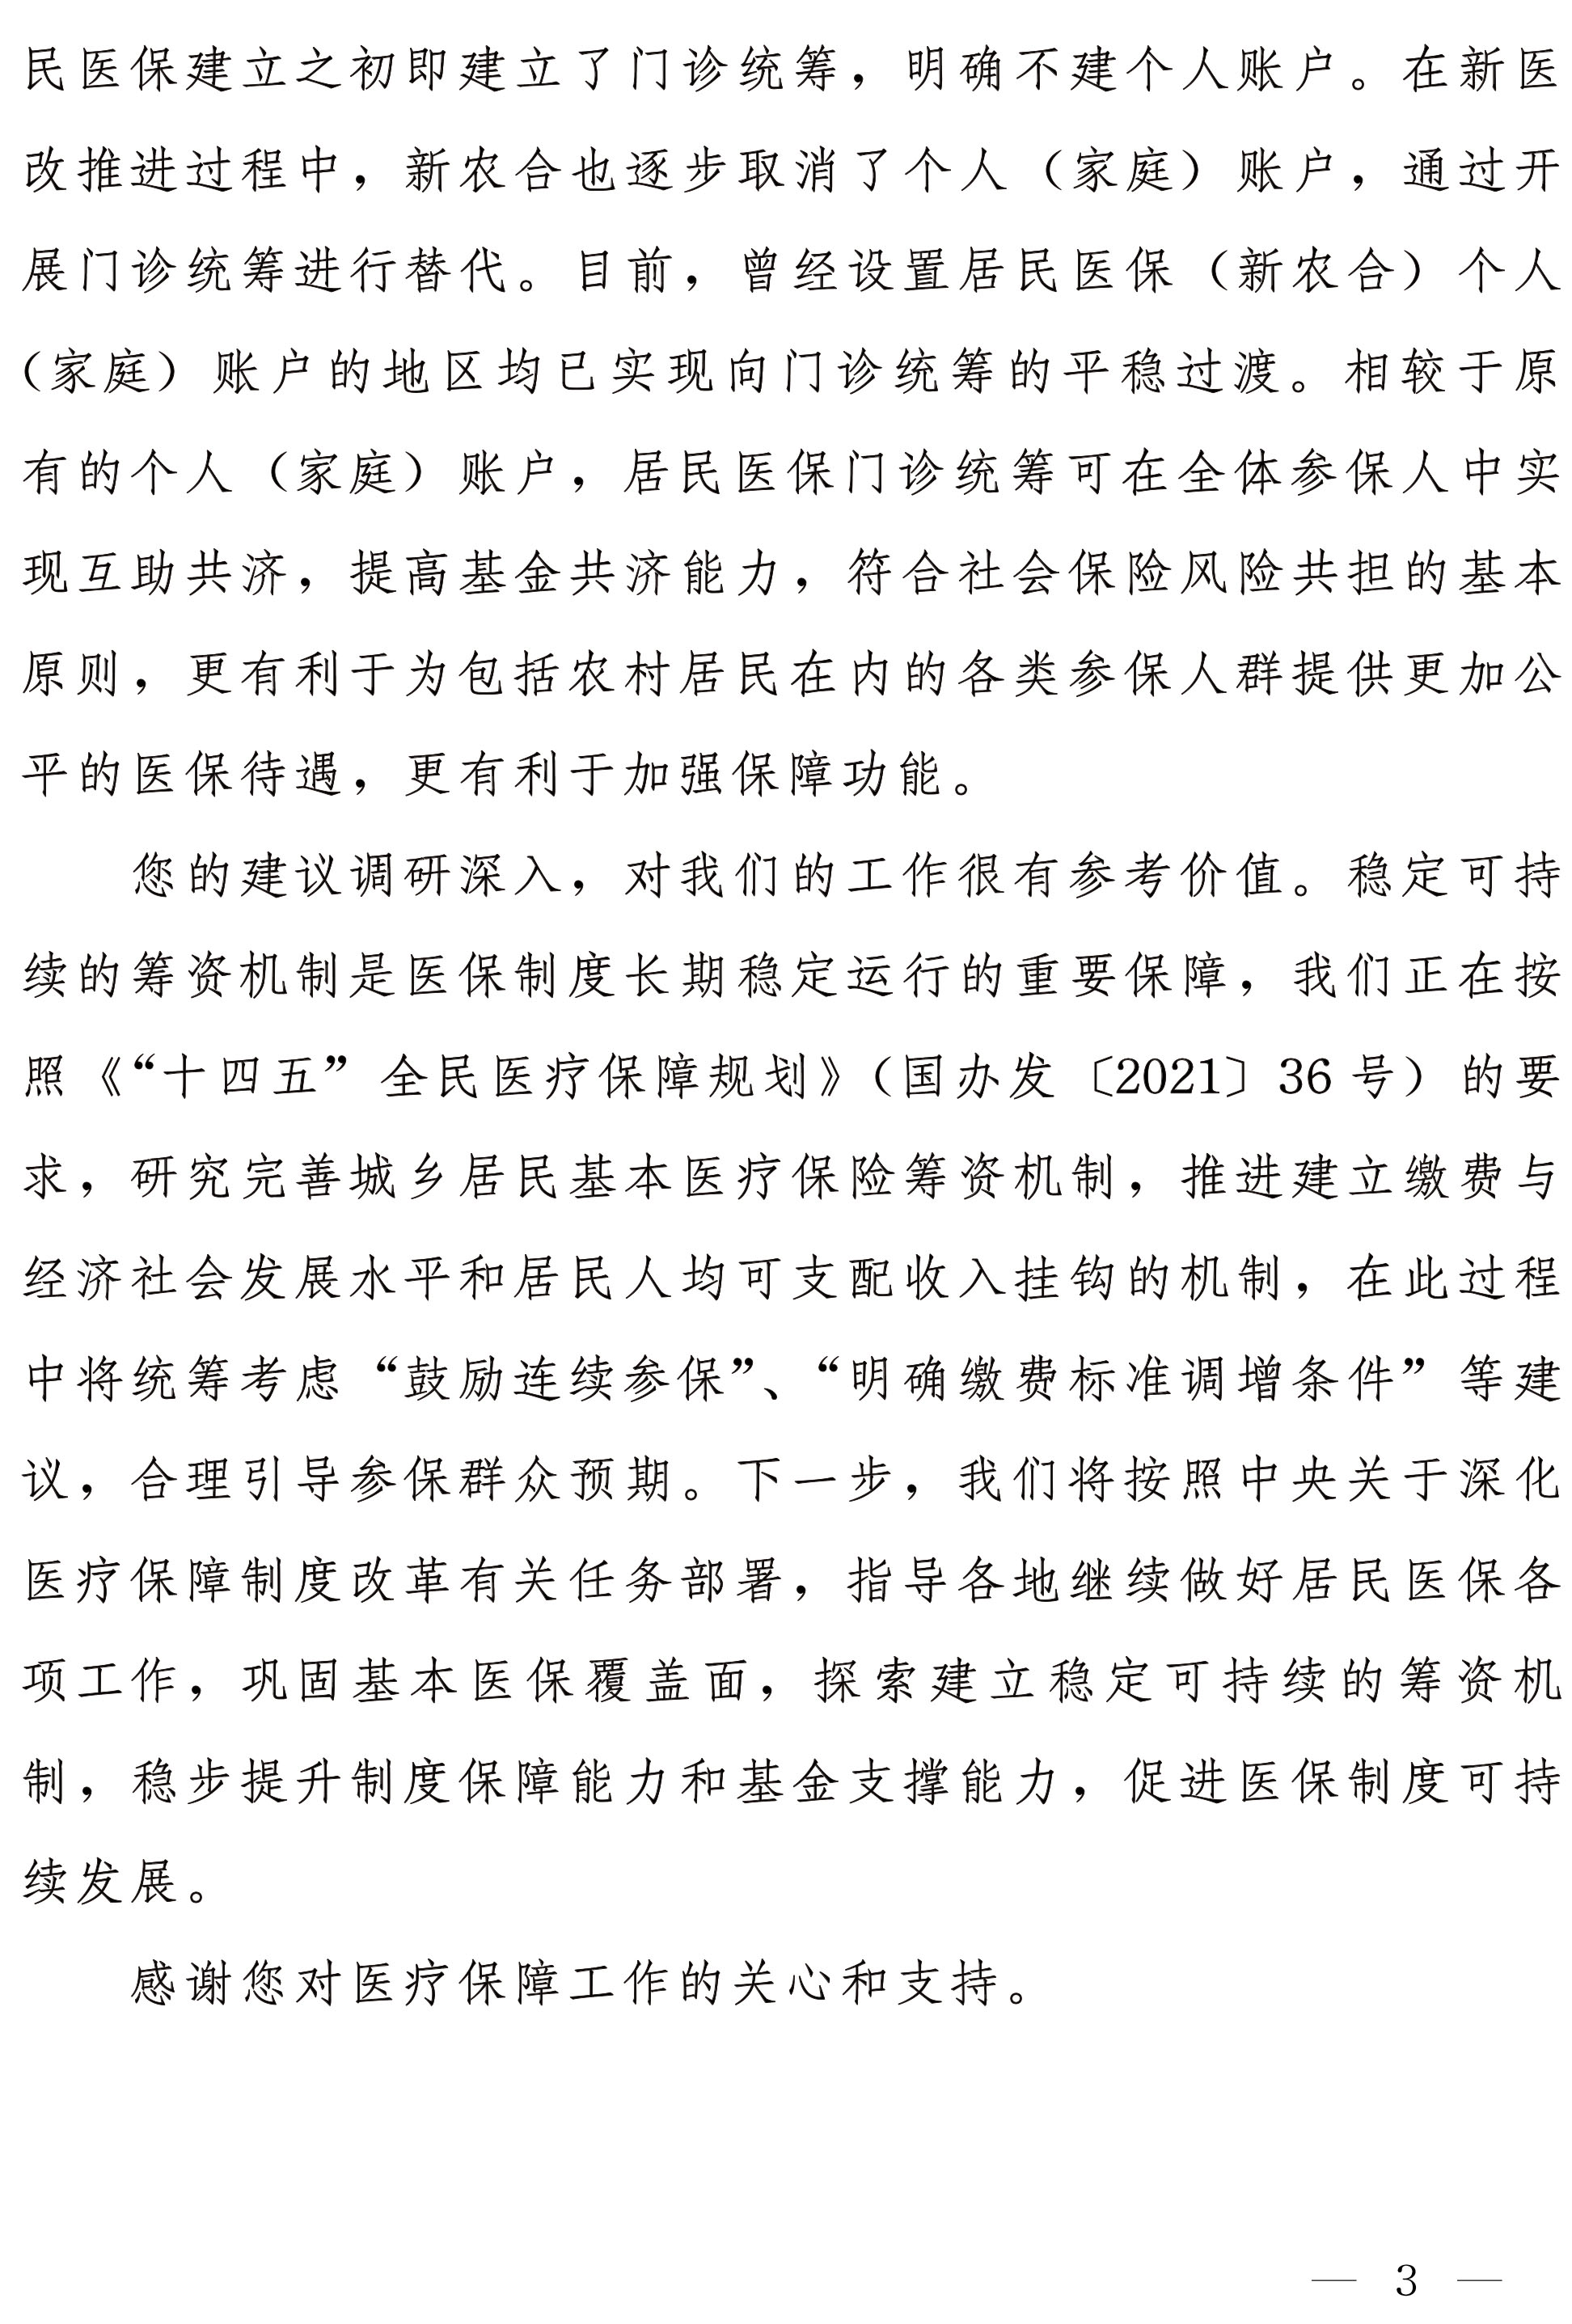 民医保建立之初即建立了门诊统筹，明确不建个人账户。在新医
改推进过程中，新农合也逐步取消了个人（家庭）账户，通过开
展门诊统筹进行替代。目前，曾经设置居民医保（新农合）个人
（家庭）账户的地区均已实现向门诊统筹的平稳过渡。相较于原
有的个人（家庭）账户，居民医保门诊统筹可在全体参保人中实
现互助共济，提高基金共济能力，符合社会保险风险共担的基本
原则，更有利于为包括农村居民在内的各类参保人群提供更加公
平的医保待遇，更有利于加强保障功能。
您的建议调研深入，对我们的工作很有参考价值。稳定可持
续的筹资机制是医保制度长期稳定运行的重要保障，我们正在按
照《“十四五”全民医疗保障规划》（国办发〔2021〕36 号）的要
求，研究完善城乡居民基本医疗保险筹资机制，推进建立缴费与
经济社会发展水平和居民人均可支配收入挂钩的机制，在此过程
中将统筹考虑“鼓励连续参保”、“明确缴费标准调增条件”等建
议，合理引导参保群众预期。下一步，我们将按照中央关于深化
医疗保障制度改革有关任务部署，指导各地继续做好居民医保各
项工作，巩固基本医保覆盖面，探索建立稳定可持续的筹资机
制，稳步提升制度保障能力和基金支撑能力，促进医保制度可持
续发展。
感谢您对医疗保障工作的关心和支持。
— 3 —